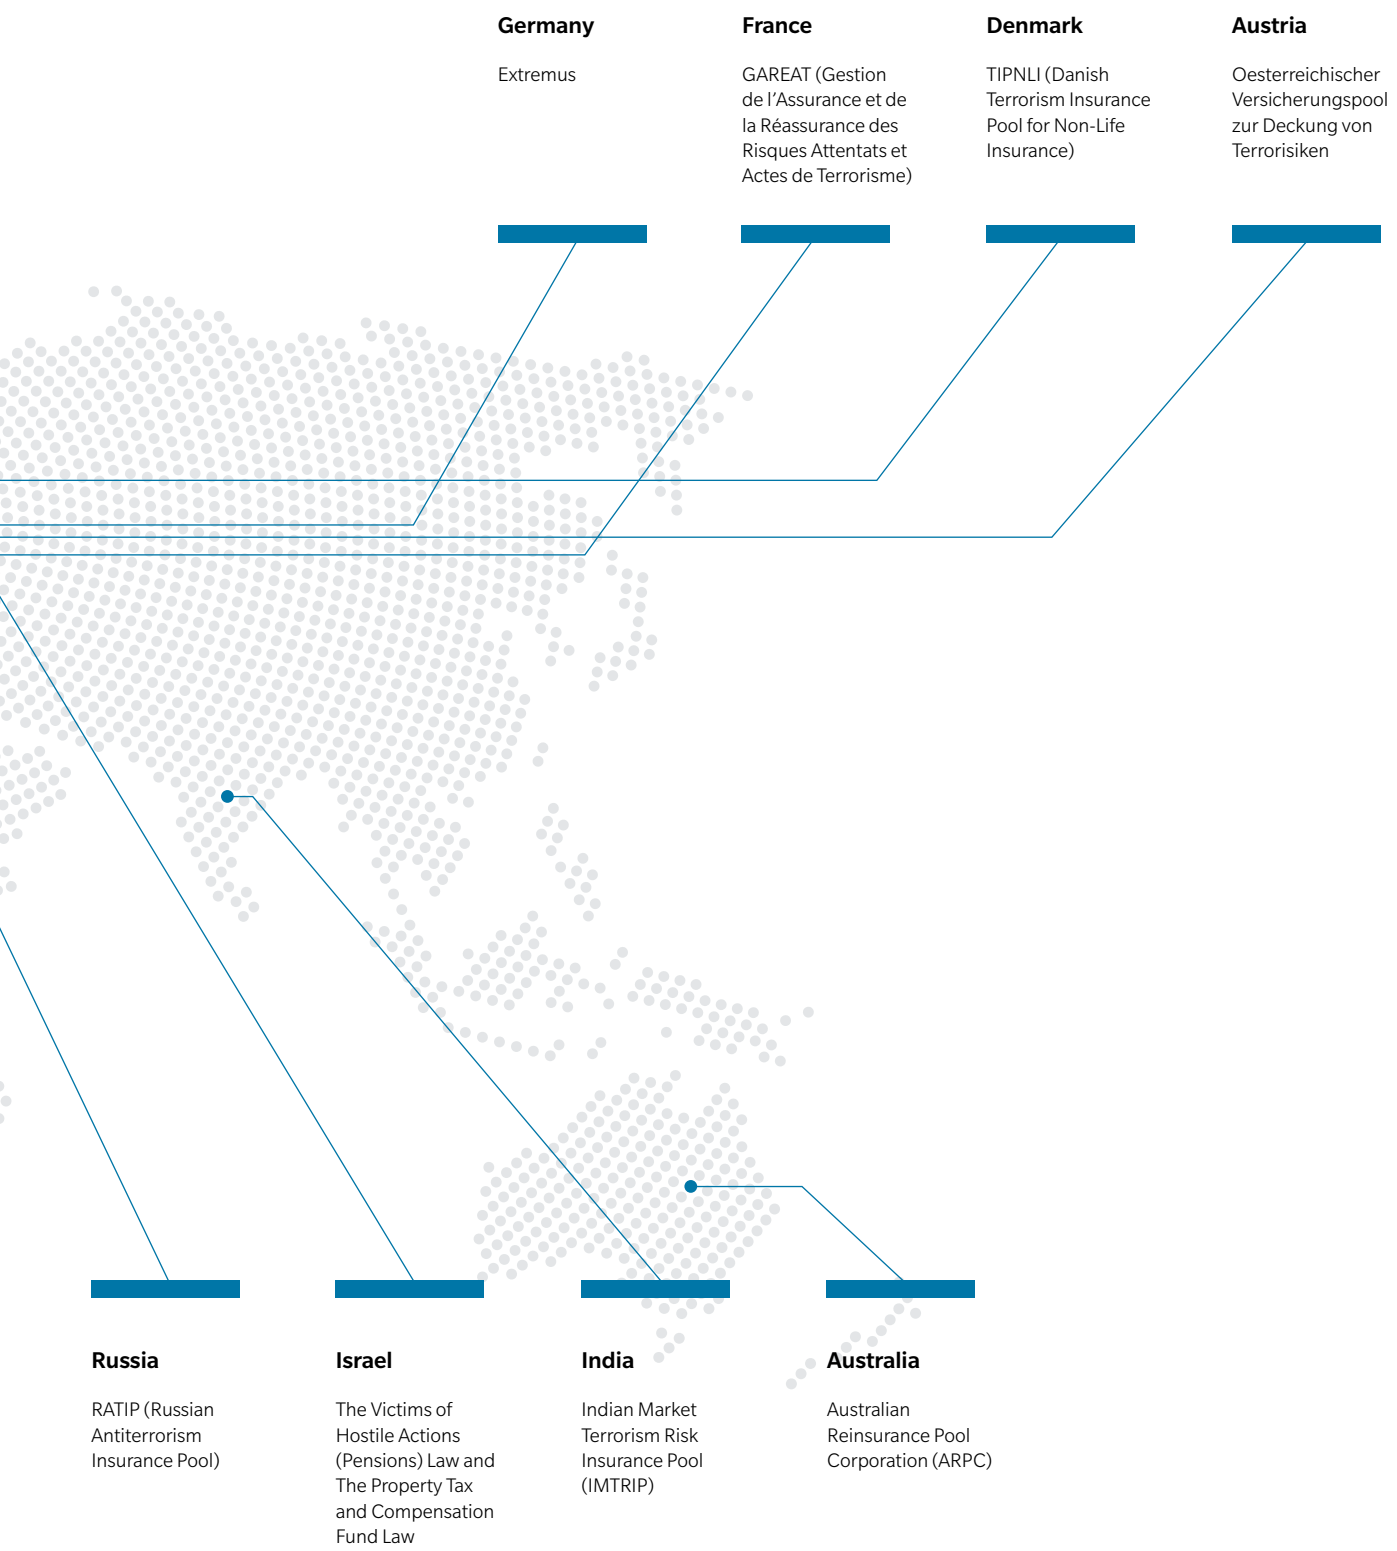 Germany
Extremus
France
GAREAT (Gestion
de l’Assurance et de
la Réassurance des
Risques Attentats et
Actes de Terrorisme)
Denmark
TIPNLI (Danish
Terrorism Insurance
Pool for Non-Life
Insurance)
Austria
Oesterreichischer
Versicherungspool
zur Deckung von
Terrorisiken
Russia
RATIP (Russian
Antiterrorism
Insurance Pool)
Israel
The Victims of
Hostile Actions
(Pensions) Law and
The Property Tax
and Compensation
Fund Law
India
Indian Market
Terrorism Risk
Insurance Pool
(IMTRIP)
Australia
Australian
Reinsurance Pool
Corporation (ARPC)